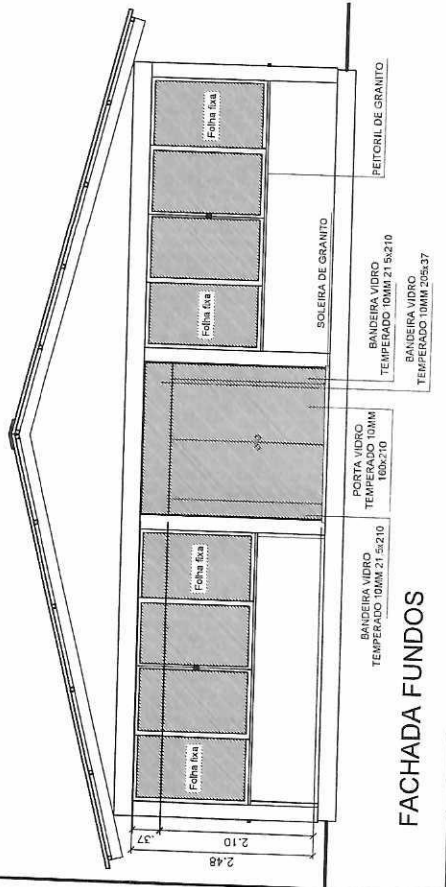 Folha fixa
Folha fixa
Folha fixa
Folha fixa
.37
2.10
2.48
SOLEIRA DE GRANITO
PEITORIL DE GRANITO
BANDEIRA VIDRO
TEMPERADO 10MM 21.5x210
PORTA VIDRO
TEMPERADO 10MM
160x210
BANDEIRA VIDRO
TEMPERADO 10MM 21.5x210
BANDEIRA VIDRO
TEMPERADO 10MM 205x37
FACHADA FUNDOS